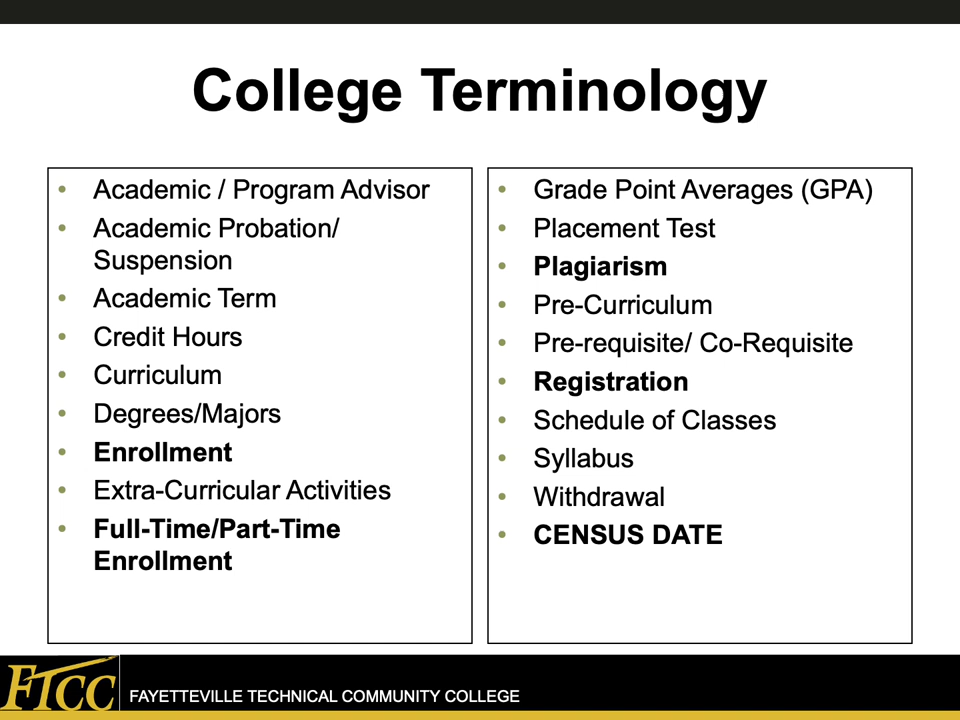 College Terminology
• Academic / Program Advisor
• Academic Probation/
Suspension
• Academic Term
• Credit Hours
• Curriculum
• Degrees/Majors
• Enrollment
• Extra-Curricular Activities
• Full-Time/Part-Time
Enrollment
• Grade Point Averages (GPA)
• Placement Test
• Plagiarism
• Pre-Curriculum
• Pre-requisite/ Co-Requisite
• Registration
• Schedule of Classes
• Syllabus
• Withdrawal
• CENSUS DATE
FTCC
FAYETTEVILLE TECHNICAL COMMUNITY COLLEGE